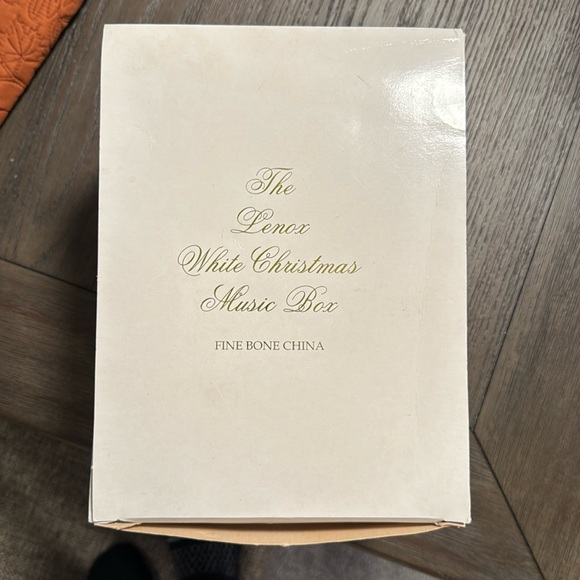 The
Lenox
White Christmas
Music Box
FINE BONE CHINA